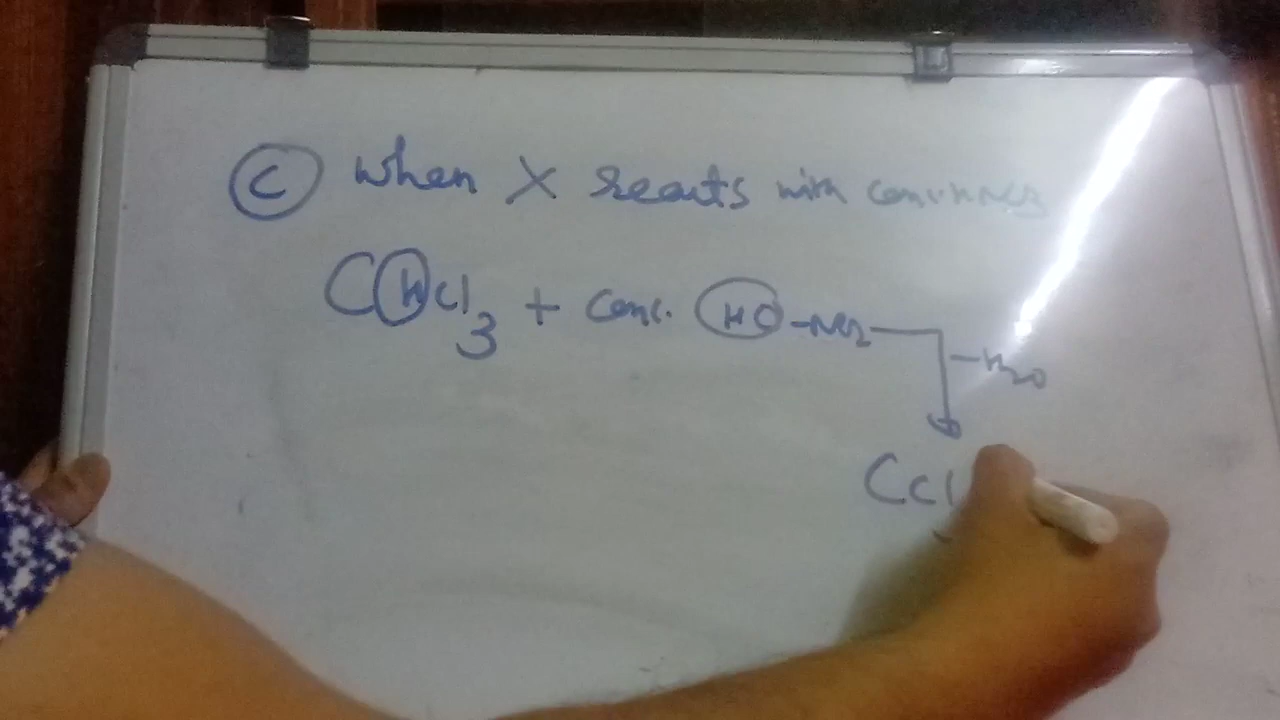 C When X reacts with conc. HNO3
CHCl3 + Conc. HO-NO2
-H2O
CCl